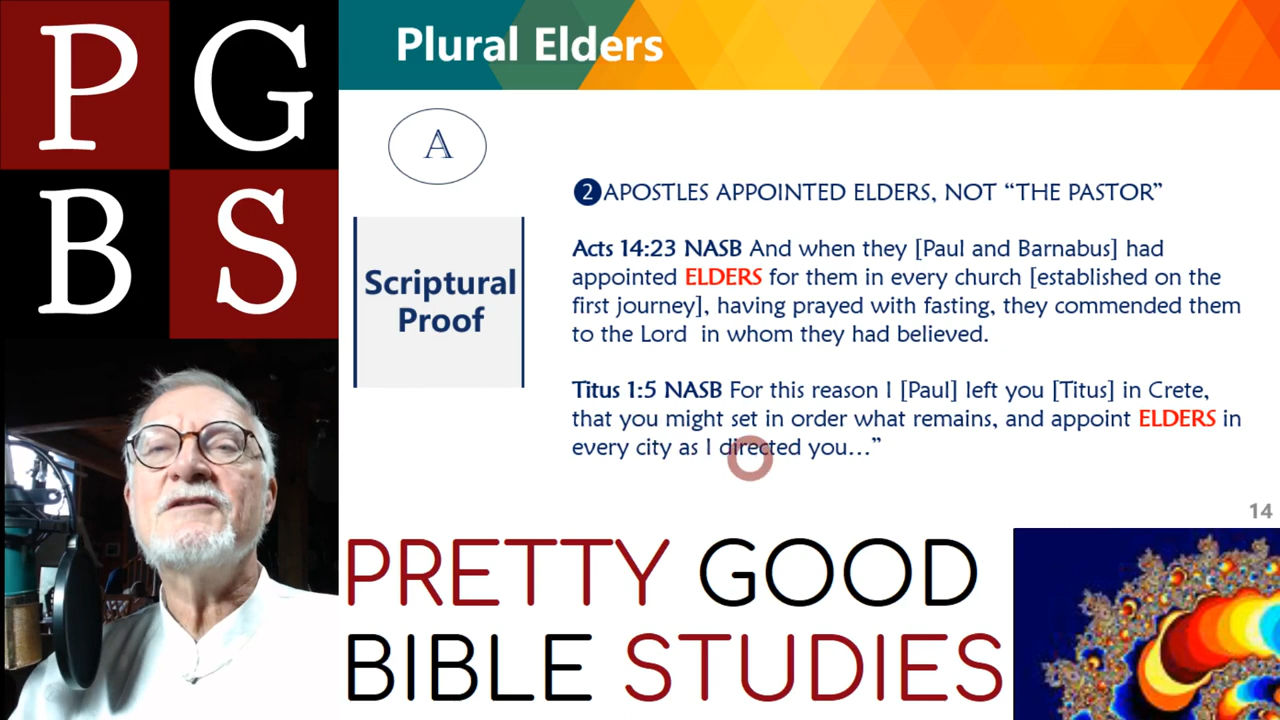 P G
B S
Plural Elders
A
Scriptural
Proof
2 APOSTLES APPOINTED ELDERS, NOT “THE PASTOR”
Acts 14:23 NASB And when they [Paul and Barnabus] had
appointed ELDERS for them in every church [established on the
first journey], having prayed with fasting, they commended them
to the Lord in whom they had believed.
Titus 1:5 NASB For this reason I [Paul] left you [Titus] in Crete,
that you might set in order what remains, and appoint ELDERS in
every city as I directed you…”
14
PRETTY GOOD
BIBLE STUDIES